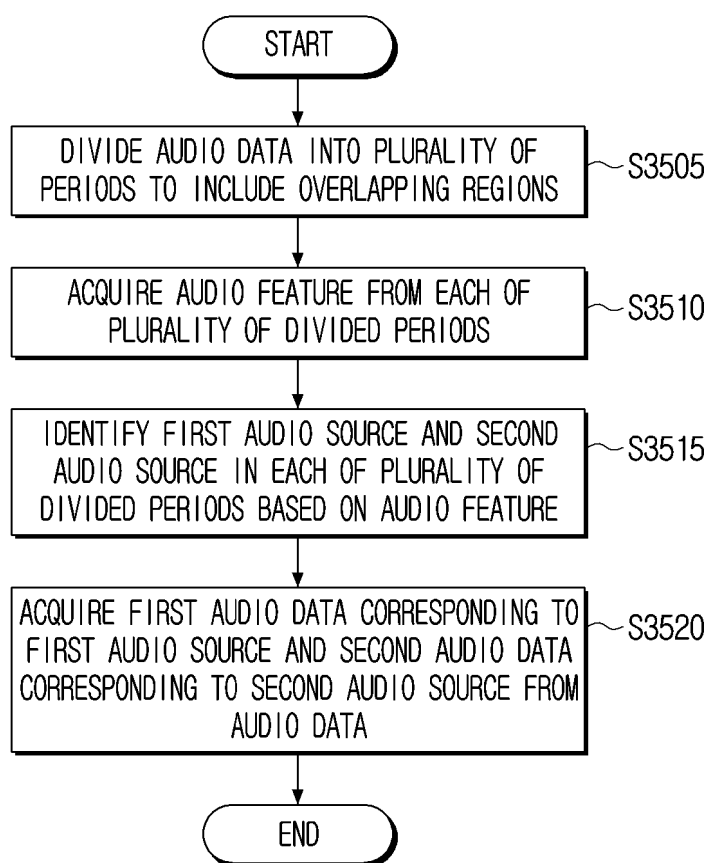 START
DIVIDE AUDIO DATA INTO PLURALITY OF
PERIODS TO INCLUDE OVERLAPPING REGIONS
S3505
ACQUIRE AUDIO FEATURE FROM EACH OF
PLURALITY OF DIVIDED PERIODS
S3510
IDENTIFY FIRST AUDIO SOURCE AND SECOND
AUDIO SOURCE IN EACH OF PLURALITY OF
DIVIDED PERIODS BASED ON AUDIO FEATURE
S3515
ACQUIRE FIRST AUDIO DATA CORRESPONDING TO
FIRST AUDIO SOURCE AND SECOND AUDIO DATA
CORRESPONDING TO SECOND AUDIO SOURCE FROM
AUDIO DATA
S3520
END